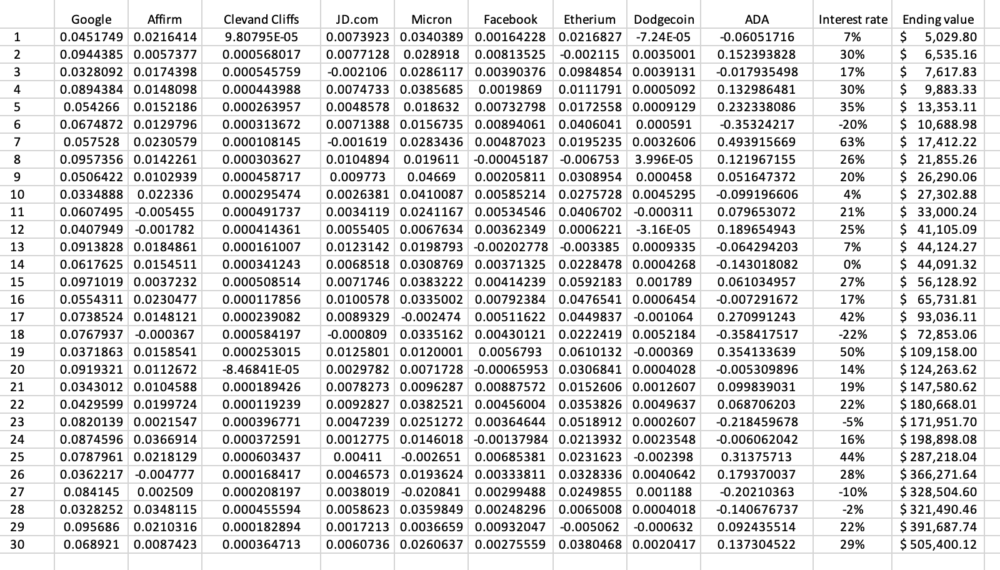 Google Affirm Clevand Cliffs JD.com Micron Facebook Etherium Dodgecoin ADA Interest rate Ending value
1 0.0451749 0.0216414 9.80795E-05 0.0073923 0.0340389 0.00164228 0.0216827 -7.24E-05 -0.06051716 7% $ 5,029.80
2 0.0944385 0.0057377 0.000568017 0.0077128 0.028918 0.00813525 -0.002115 0.0035001 0.152393828 30% $ 6,535.16
3 0.0328092 0.0174398 0.000545759 -0.002106 0.0286117 0.00390376 0.0984854 0.0039131 -0.017935498 17% $ 7,617.83
4 0.0894384 0.0148098 0.000443988 0.0074733 0.0385685 0.0019869 0.0111791 0.0005092 0.132986481 30% $ 9,883.33
5 0.054266 0.0152186 0.000263957 0.0048578 0.018632 0.00732798 0.0172558 0.0009129 0.232338086 35% $ 13,353.11
6 0.0674872 0.0129796 0.000313672 0.0071388 0.0156735 0.00894061 0.0406041 0.000591 -0.35324217 -20% $ 10,688.98
7 0.057528 0.0230579 0.000108145 -0.001619 0.0283436 0.00487023 0.0195235 0.0032606 0.493915669 63% $ 17,412.22
8 0.0957356 0.0142261 0.000303627 0.0104894 0.019611 -0.00045187 -0.006753 3.996E-05 0.121967155 26% $ 21,855.26
9 0.0506422 0.0102939 0.000458717 0.009773 0.04669 0.00205811 0.0308954 0.000458 0.051647372 20% $ 26,290.06
10 0.0334888 0.022336 0.000295474 0.0026381 0.0410087 0.00585214 0.0275728 0.0045295 -0.099196606 4% $ 27,302.88
11 0.0607495 -0.005455 0.000491737 0.0034119 0.0241167 0.00534546 0.0406702 -0.000311 0.079653072 21% $ 33,000.24
12 0.0407949 -0.001782 0.000414361 0.0055405 0.0067634 0.00362349 0.0006221 -3.16E-05 0.189654943 25% $ 41,105.09
13 0.0913828 0.0184861 0.000161007 0.0123142 0.0198793 -0.00202778 -0.003385 0.0009335 -0.064294203 7% $ 44,124.27
14 0.0617625 0.0154511 0.000341243 0.0068518 0.0308769 0.00371325 0.0228478 0.0004268 -0.143018082 0% $ 44,091.32
15 0.0971019 0.0037232 0.000508514 0.0071746 0.0383222 0.00414239 0.0592183 0.001789 0.061034957 27% $ 56,128.92
16 0.0554311 0.0230477 0.000117856 0.0100578 0.0335002 0.00792384 0.0476541 0.0006454 -0.007291672 17% $ 65,731.81
17 0.0738524 0.0148121 0.000239082 0.0089329 -0.002474 0.00511622 0.0449837 -0.001064 0.270991243 42% $ 93,036.11
18 0.0767937 -0.000367 0.000584197 -0.000809 0.0335162 0.00430121 0.0222419 0.0052184 -0.358417517 -22% $ 72,853.06
19 0.0371863 0.0158541 0.000253015 0.0125801 0.0120001 0.0056793 0.0610132 -0.000369 0.354133639 50% $ 109,158.00
20 0.0919321 0.0112672 -8.46841E-05 0.0029782 0.0071728 -0.00065953 0.0306841 0.0004028 -0.005309896 14% $ 124,263.62
21 0.0343012 0.0104588 0.000189426 0.0078273 0.0096287 0.00887572 0.0152606 0.0012607 0.099839031 19% $ 147,580.62
22 0.0429599 0.0199724 0.000119239 0.0092827 0.0382521 0.00456004 0.0353826 0.0049637 0.068706203 22% $ 180,668.01
23 0.0820139 0.0021547 0.000396771 0.0047239 0.0251272 0.00364644 0.0518912 0.0002607 -0.218459678 -5% $ 171,951.70
24 0.0874596 0.0366914 0.000372591 0.0012775 0.0146018 -0.00137984 0.0213932 0.0023548 -0.006062042 16% $ 198,898.08
25 0.0787961 0.0218129 0.000603437 0.00411 -0.002651 0.00685381 0.0231623 -0.002398 0.31375713 44% $ 287,218.04
26 0.0362217 -0.004777 0.000168417 0.0046573 0.0193624 0.00333811 0.0328336 0.0040642 0.179370037 28% $ 366,271.64
27 0.084145 0.002509 0.000208197 0.0038019 -0.020841 0.00299488 0.0249855 0.001188 -0.20210363 -10% $ 328,504.60
28 0.0328252 0.0348115 0.000455594 0.0058623 0.0359849 0.00248296 0.0065008 0.0004018 -0.140676737 -2% $ 321,490.46
29 0.095686 0.0210316 0.000182894 0.0017213 0.0036659 0.00932047 -0.005062 -0.000632 0.092435514 22% $ 391,687.74
30 0.068921 0.0087423 0.000364713 0.0060736 0.0260637 0.00275559 0.0380468 0.0020417 0.137304522 29% $ 505,400.12